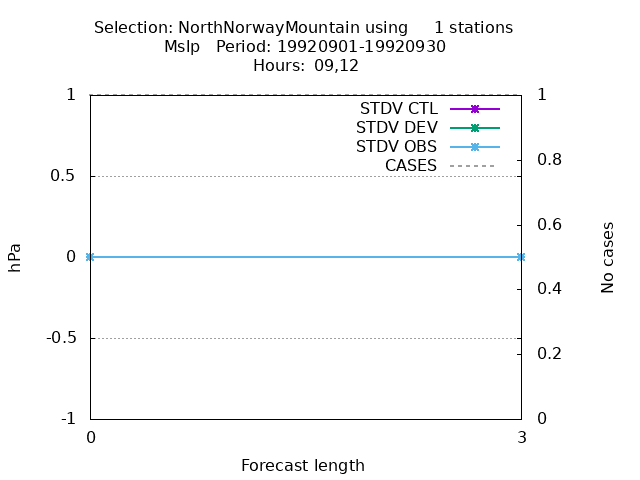 Selection: NorthNorwayMountain using     1 stations
Mslp   Period: 19920901-19920930
Hours: 09,12
1
0.5
0
-0.5
-1
hPa
STDV CTL
STDV DEV
STDV OBS
CASES
1
0.8
0.6
0.4
0.2
0
No cases
0
3
Forecast length